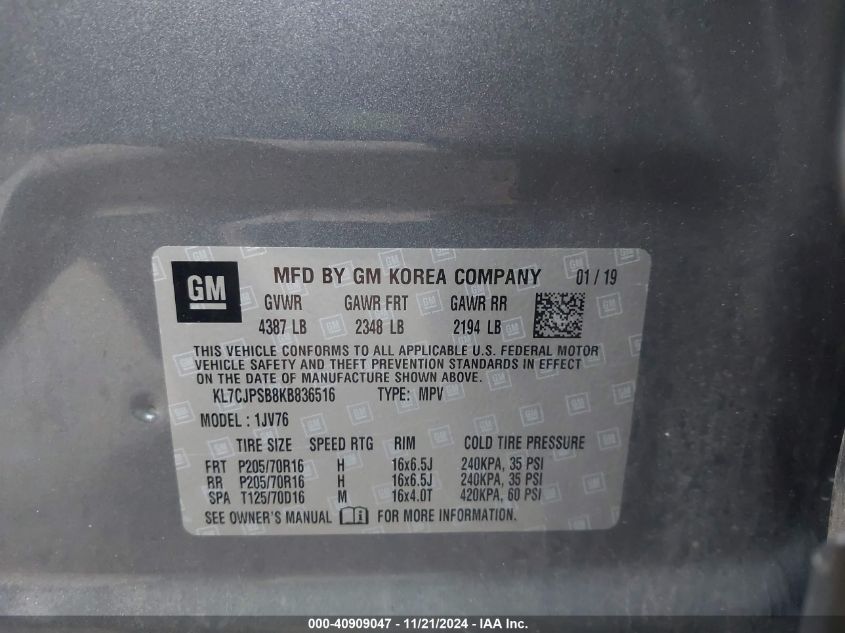 GM MFD BY GM KOREA COMPANY 01 / 19
GVWR GAWR FRT GAWR RR
4387 LB 2348 LB 2194 LB
THIS VEHICLE CONFORMS TO ALL APPLICABLE U.S. FEDERAL MOTOR
VEHICLE SAFETY AND THEFT PREVENTION STANDARDS IN EFFECT
ON THE DATE OF MANUFACTURE SHOWN ABOVE.
KL7CJPSB8KB836516 TYPE: MPV
MODEL : 1JV76
TIRE SIZE SPEED RTG RIM COLD TIRE PRESSURE
FRT P205/70R16 H 16x6.5J 240KPA, 35 PSI
RR P205/70R16 H 16x6.5J 240KPA, 35 PSI
SPA T125/70D16 M 16x4.0T 420KPA, 60 PSI
SEE OWNER'S MANUAL FOR MORE INFORMATION.
000-40909047 - 11/21/2024 - IAA Inc.